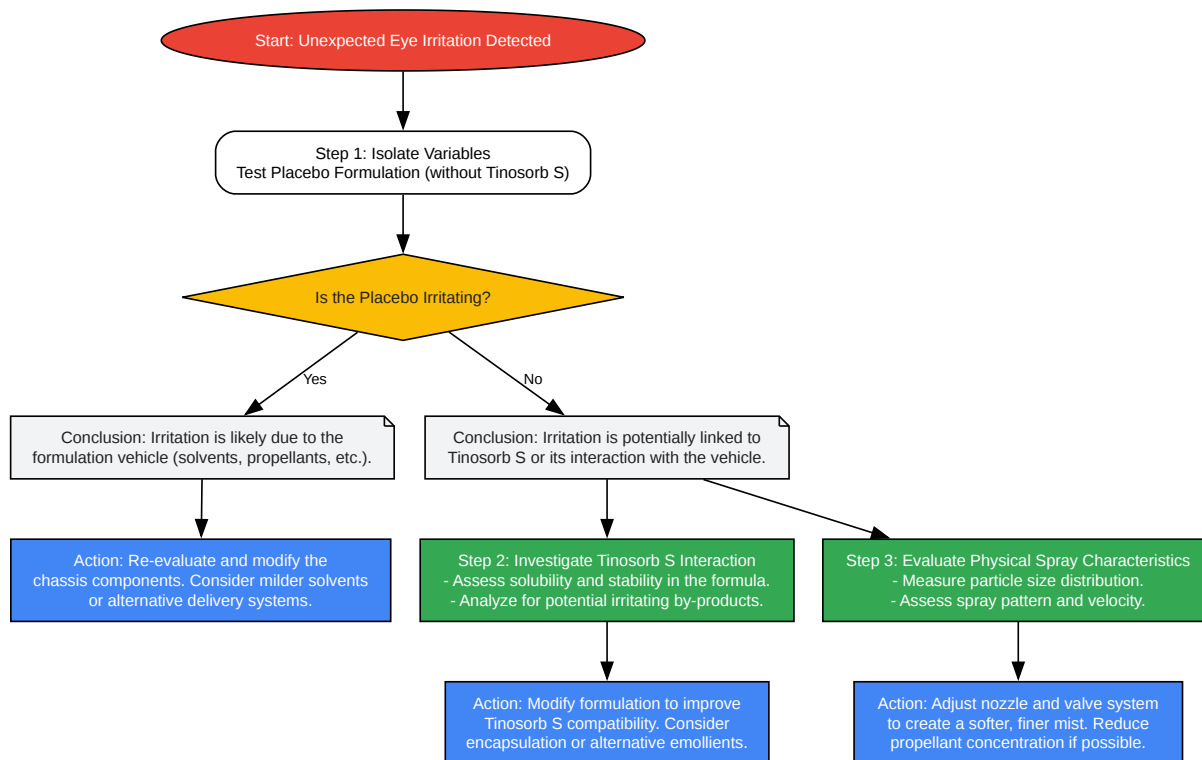 Start: Unexpected Eye Irritation Detected
Step 1: Isolate Variables
Test Placebo Formulation (without Tinosorb S)
Is the Placebo Irritating?
Yes
No
Conclusion: Irritation is likely due to the
formulation vehicle (solvents, propellants, etc.).
Conclusion: Irritation is potentially linked to
Tinosorb S or its interaction with the vehicle.
Action: Re-evaluate and modify the
chassis components. Consider milder solvents
or alternative delivery systems.
Step 2: Investigate Tinosorb S Interaction
- Assess solubility and stability in the formula.
- Analyze for potential irritating by-products.
Step 3: Evaluate Physical Spray Characteristics
- Measure particle size distribution.
- Assess spray pattern and velocity.
Action: Modify formulation to improve
Tinosorb S compatibility. Consider
encapsulation or alternative emollients.
Action: Adjust nozzle and valve system
to create a softer, finer mist. Reduce
propellant concentration if possible.